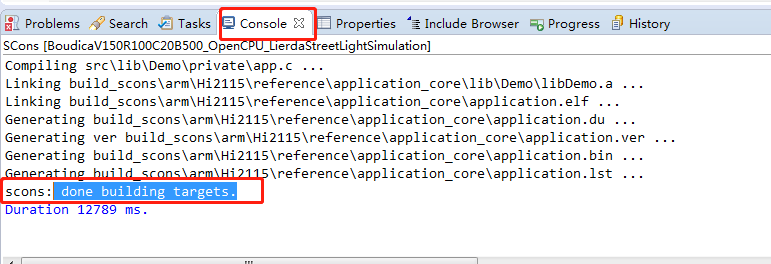 Problems Search Tasks Console Properties Include Browser Progress History
SCons [BoudicaV150R100C20B500_OpenCPU_LierdaStreetLightSimulation]
Compiling src\lib\Demo\private\app.c ...
Linking build_scons\arm\Hi2115\reference\application_core\lib\Demo\libDemo.a ...
Linking build_scons\arm\Hi2115\reference\application_core\application.elf ...
Generating build_scons\arm\Hi2115\reference\application_core\application.du ...
Generating ver build_scons\arm\Hi2115\reference\application_core\application.ver ...
Generating build_scons\arm\Hi2115\reference\application_core\application.bin ...
Generating build_scons\arm\Hi2115\reference\application_core\application.lst ...
scons: done building targets.
Duration 12789 ms.